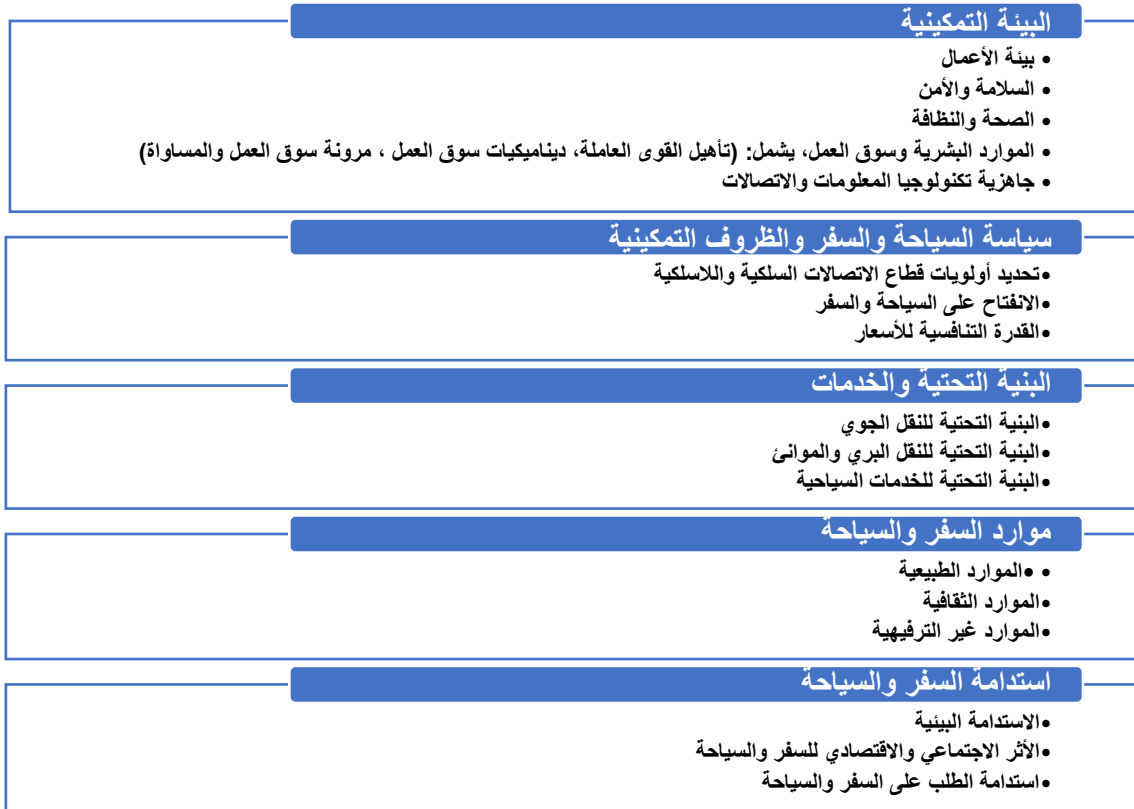 البيئة التمكينية
• بيئة الأعمال
• السلامة والأمن
• الصحة والنظافة
• الموارد البشرية وسوق العمل، يشمل: (تأهيل القوى العاملة، ديناميكيات سوق العمل ، مرونة سوق العمل والمساواة)
• جاهزية تكنولوجيا المعلومات والاتصالات
سياسة السياحة والسفر والظروف التمكينية
•تحديد أولويات قطاع الاتصالات السلكية واللاسلكية
•الانفتاح على السياحة والسفر
•القدرة التنافسية للأسعار
البنية التحتية والخدمات
•البنية التحتية للنقل الجوي
•البنية التحتية للنقل البري والموانئ
•البنية التحتية للخدمات السياحية
موارد السفر والسياحة
• •الموارد الطبيعية
•الموارد الثقافية
•الموارد غير الترفيهية
استدامة السفر والسياحة
•الاستدامة البيئية
•الأثر الاجتماعي والاقتصادي للسفر والسياحة
•استدامة الطلب على السفر والسياحة